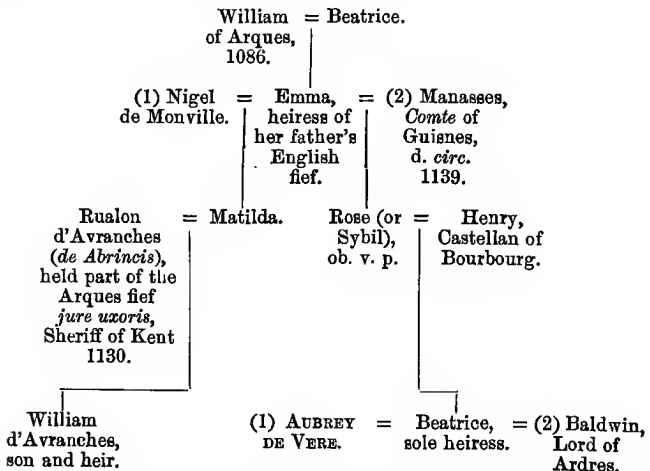 William = Beatrice.
of Arques,
1086.
(1) Nigel = Emma, = (2) Manasses,
de Monville. heiress of Comte of
her father's Guisnes,
English d. circ.
fief. 1139.
Rualon = Matilda. Rose (or = Henry,
d'Avranches Sybil), Castellan of
(de Abrincis), ob. v. p. Bourbourg.
held part of the
Arques fief
jure uxoris,
Sheriff of Kent
1130.
William (1) AUBREY = Beatrice, = (2) Baldwin,
d'Avranches, DE VERE. sole heiress. Lord of
son and heir. Ardres.